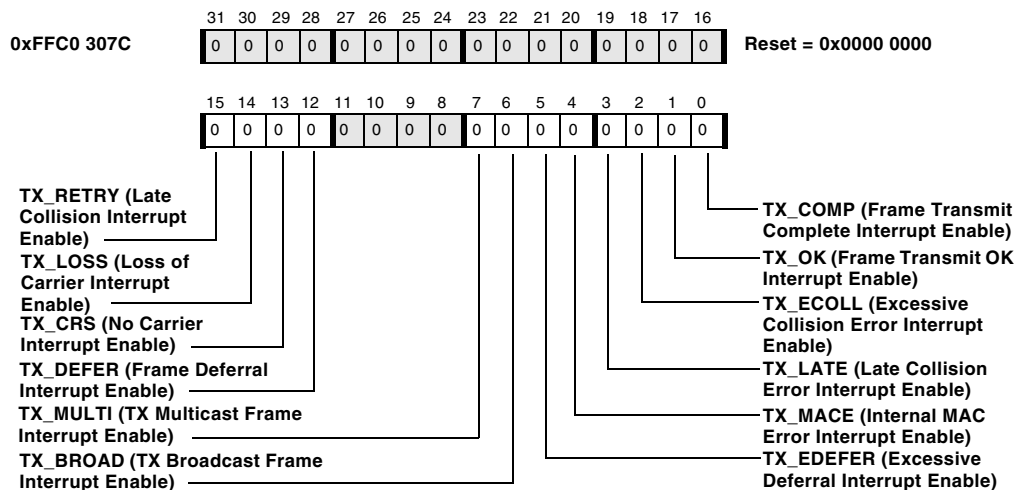 31 30 29 28 27 26 25 24 23 22 21 20 19 18 17 16
0xFFC0 307C
0 0 0 0 0 0 0 0 0 0 0 0 0 0 0 0
Reset = 0x0000 0000
15 14 13 12 11 10 9 8 7 6 5 4 3 2 1 0
0 0 0 0 0 0 0 0 0 0 0 0 0 0 0 0
TX_RETRY (Late
Collision Interrupt
Enable)
TX_LOSS (Loss of
Carrier Interrupt
Enable)
TX_CRS (No Carrier
Interrupt Enable)
TX_DEFER (Frame Deferral
Interrupt Enable)
TX_MULTI (TX Multicast Frame
Interrupt Enable)
TX_BROAD (TX Broadcast Frame
Interrupt Enable)
TX_COMP (Frame Transmit
Complete Interrupt Enable)
TX_OK (Frame Transmit OK
Interrupt Enable)
TX_ECOLL (Excessive
Collision Error Interrupt
Enable)
TX_LATE (Late Collision
Error Interrupt Enable)
TX_MACE (Internal MAC
Error Interrupt Enable)
TX_EDEFER (Excessive
Deferral Interrupt Enable)